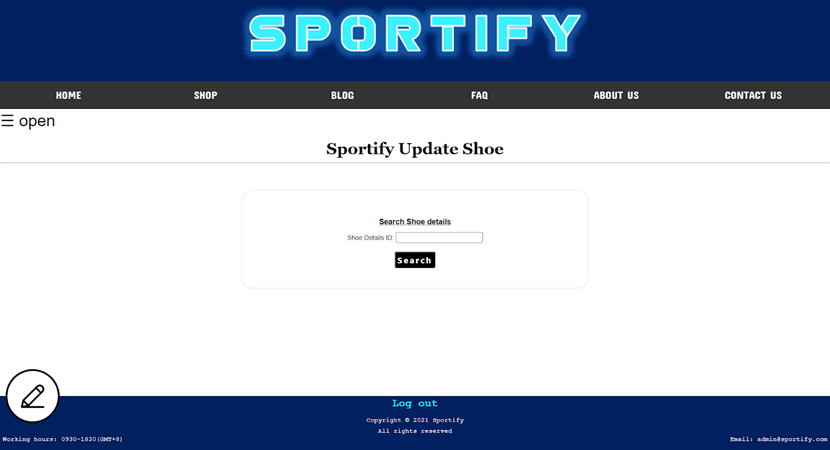 SPORTIFY
HOME SHOP BLOG FAQ ABOUT US CONTACT US
☰ open
Sportify Update Shoe
Search Shoe details
Shoe Details ID:
Search
Log out
Copyright © 2021 Sportify
All rights reserved
Working hours: 0930-1830(GMT+8) Email: admin@sportify.com